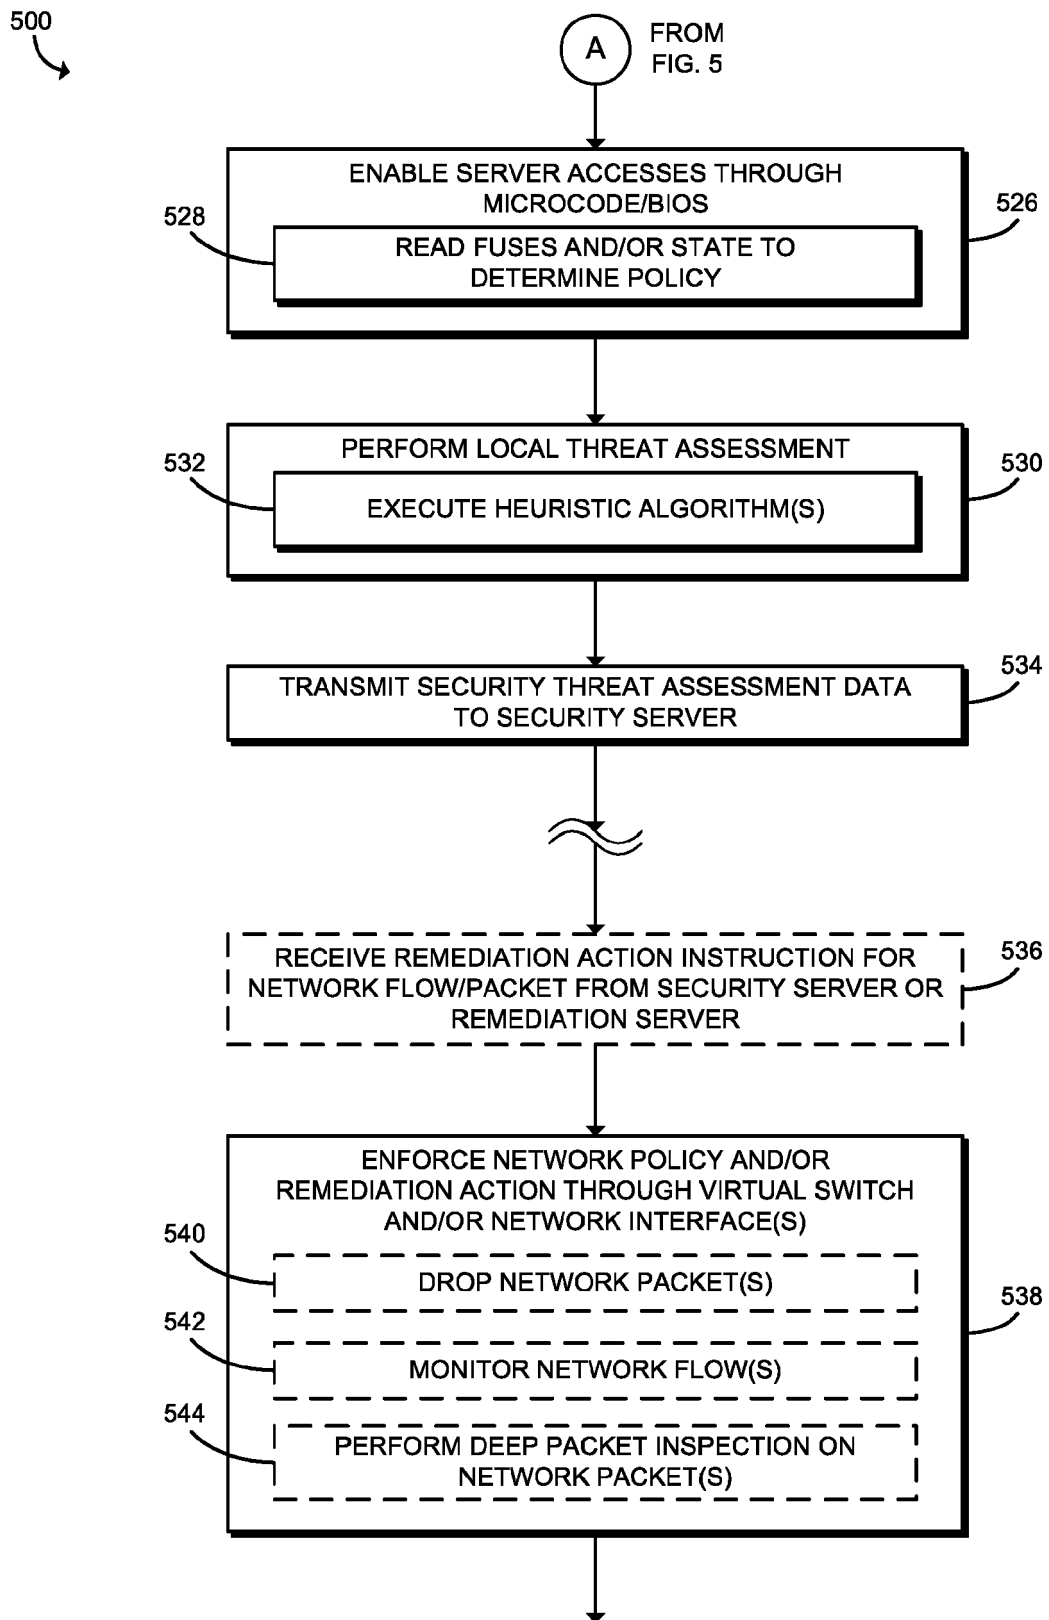 500
A
FROM
FIG. 5
ENABLE SERVER ACCESSES THROUGH
MICROCODE/BIOS
528
526
READ FUSES AND/OR STATE TO
DETERMINE POLICY
PERFORM LOCAL THREAT ASSESSMENT
532
530
EXECUTE HEURISTIC ALGORITHM(S)
534
TRANSMIT SECURITY THREAT ASSESSMENT DATA
TO SECURITY SERVER
536
RECEIVE REMEDIATION ACTION INSTRUCTION FOR
NETWORK FLOW/PACKET FROM SECURITY SERVER OR
REMEDIATION SERVER
ENFORCE NETWORK POLICY AND/OR
REMEDIATION ACTION THROUGH VIRTUAL SWITCH
AND/OR NETWORK INTERFACE(S)
540
DROP NETWORK PACKET(S)
538
542
MONITOR NETWORK FLOW(S)
544
PERFORM DEEP PACKET INSPECTION ON
NETWORK PACKET(S)